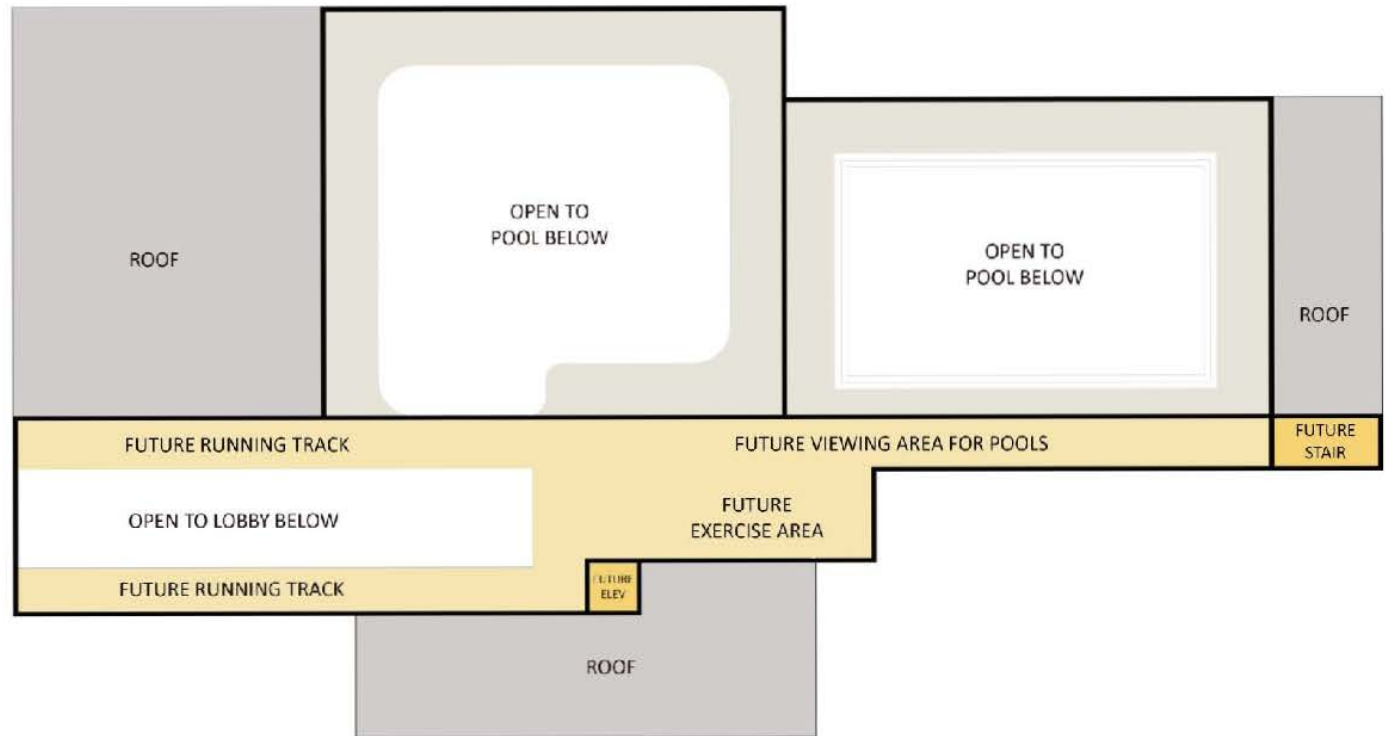 OPEN TO
POOL BELOW
OPEN TO
POOL BELOW
ROOF
ROOF
FUTURE RUNNING TRACK
FUTURE VIEWING AREA FOR POOLS
FUTURE
STAIR
OPEN TO LOBBY BELOW
FUTURE
EXERCISE AREA
FUTURE RUNNING TRACK
FUTURE
ELEV
ROOF